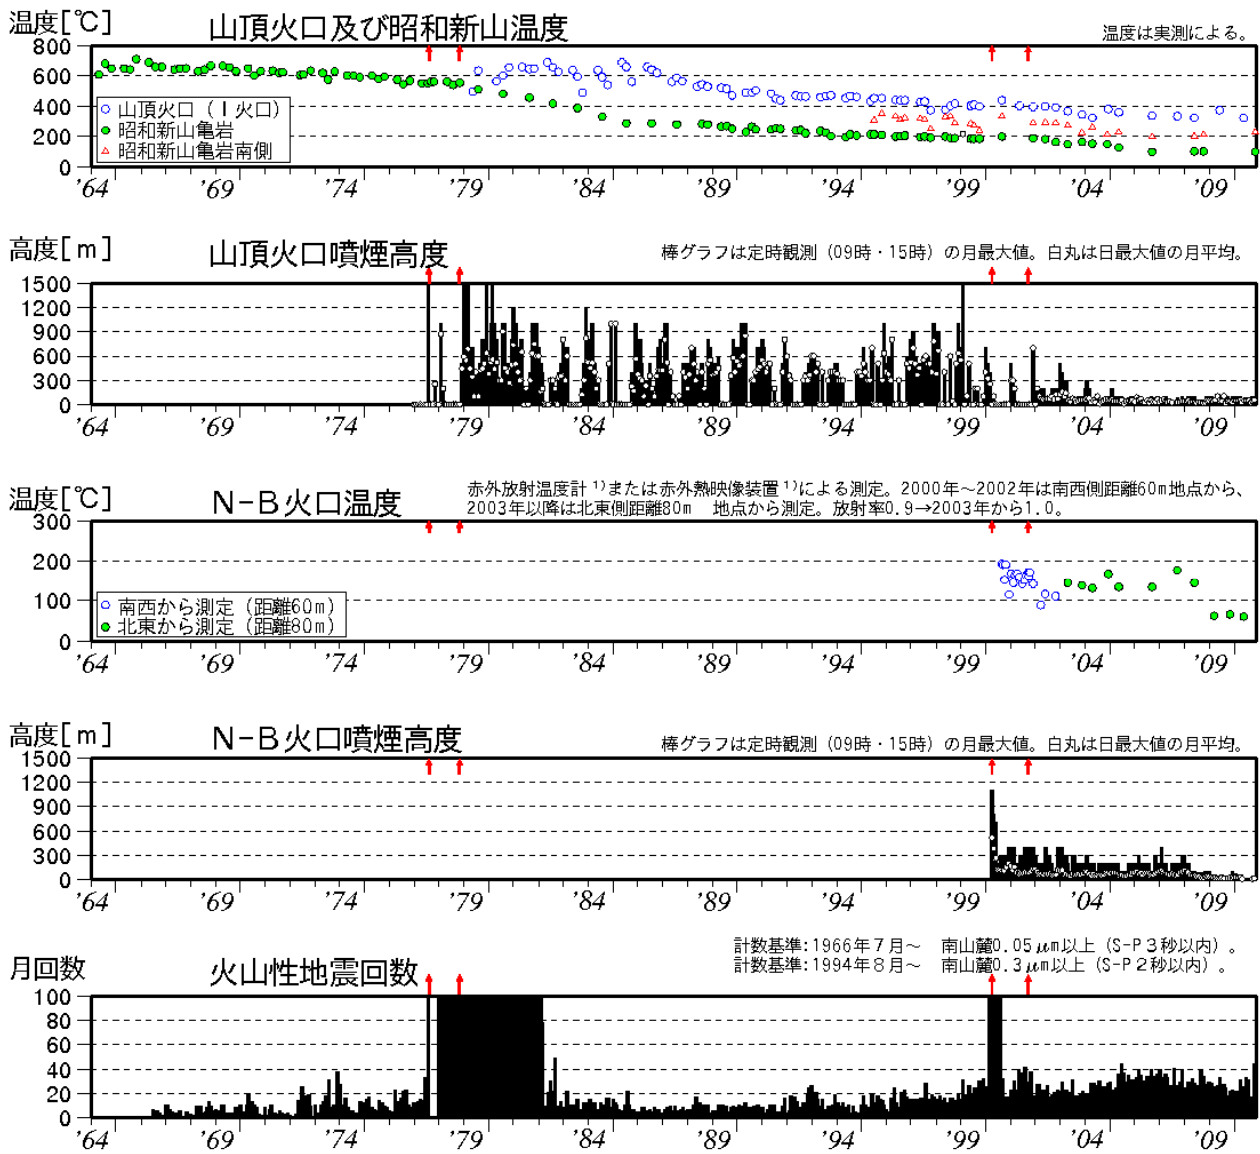 温度[℃]
山頂火口及び昭和新山温度
温度は実測による。
800
600
400
200
0
山頂火口（Ｉ火口）
昭和新山亀岩
昭和新山亀岩南側
'64 '69 '74 '79 '84 '89 '94 '99 '04 '09
高度[ｍ]
山頂火口噴煙高度
棒グラフは定時観測（09時・15時）の月最大値。白丸は日最大値の月平均.
1500
1200
900
600
300
0
'64 '69 '74 '79 '84 '89 '94 '99 '04 '09
温度[℃]
Ｎ−Ｂ火口温度
赤外放射温度計 ¹⁾または赤外熱映像装置 ¹⁾による測定。2000年～2002年は南西側距離60m地点から、
2003年以降は北東側距離80m　地点から測定。放射率0.9→2003年から1.0。
300
200
100
0
南西から測定（距離60m）
北東から測定（距離80m）
'64 '69 '74 '79 '84 '89 '94 '99 '04 '09
高度[ｍ]
Ｎ−Ｂ火口噴煙高度
棒グラフは定時観測（09時・15時）の月最大値。白丸は日最大値の月平均.
1500
1200
900
600
300
0
'64 '69 '74 '79 '84 '89 '94 '99 '04 '09
月回数
火山性地震回数
計数基準:1966年７月～　南山麓0.05μm以上（S-P３秒以内）。
計数基準:1994年８月～　南山麓0.3μm以上（S-P２秒以内）。
100
80
60
40
20
0
'64 '69 '74 '79 '84 '89 '94 '99 '04 '09